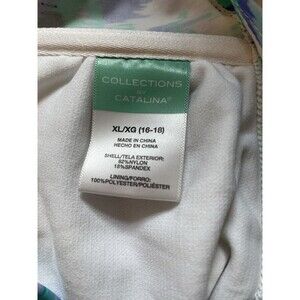 COLLECTIONS
BY
CATALINA®
XL/XG (16-18)
MADE IN CHINA
HECHO EN CHINA
SHELL/TELA EXTERIOR:
82%NYLON
18%SPANDEX
LINING/FORRO:
100%POLYESTER/POLIÉSTER